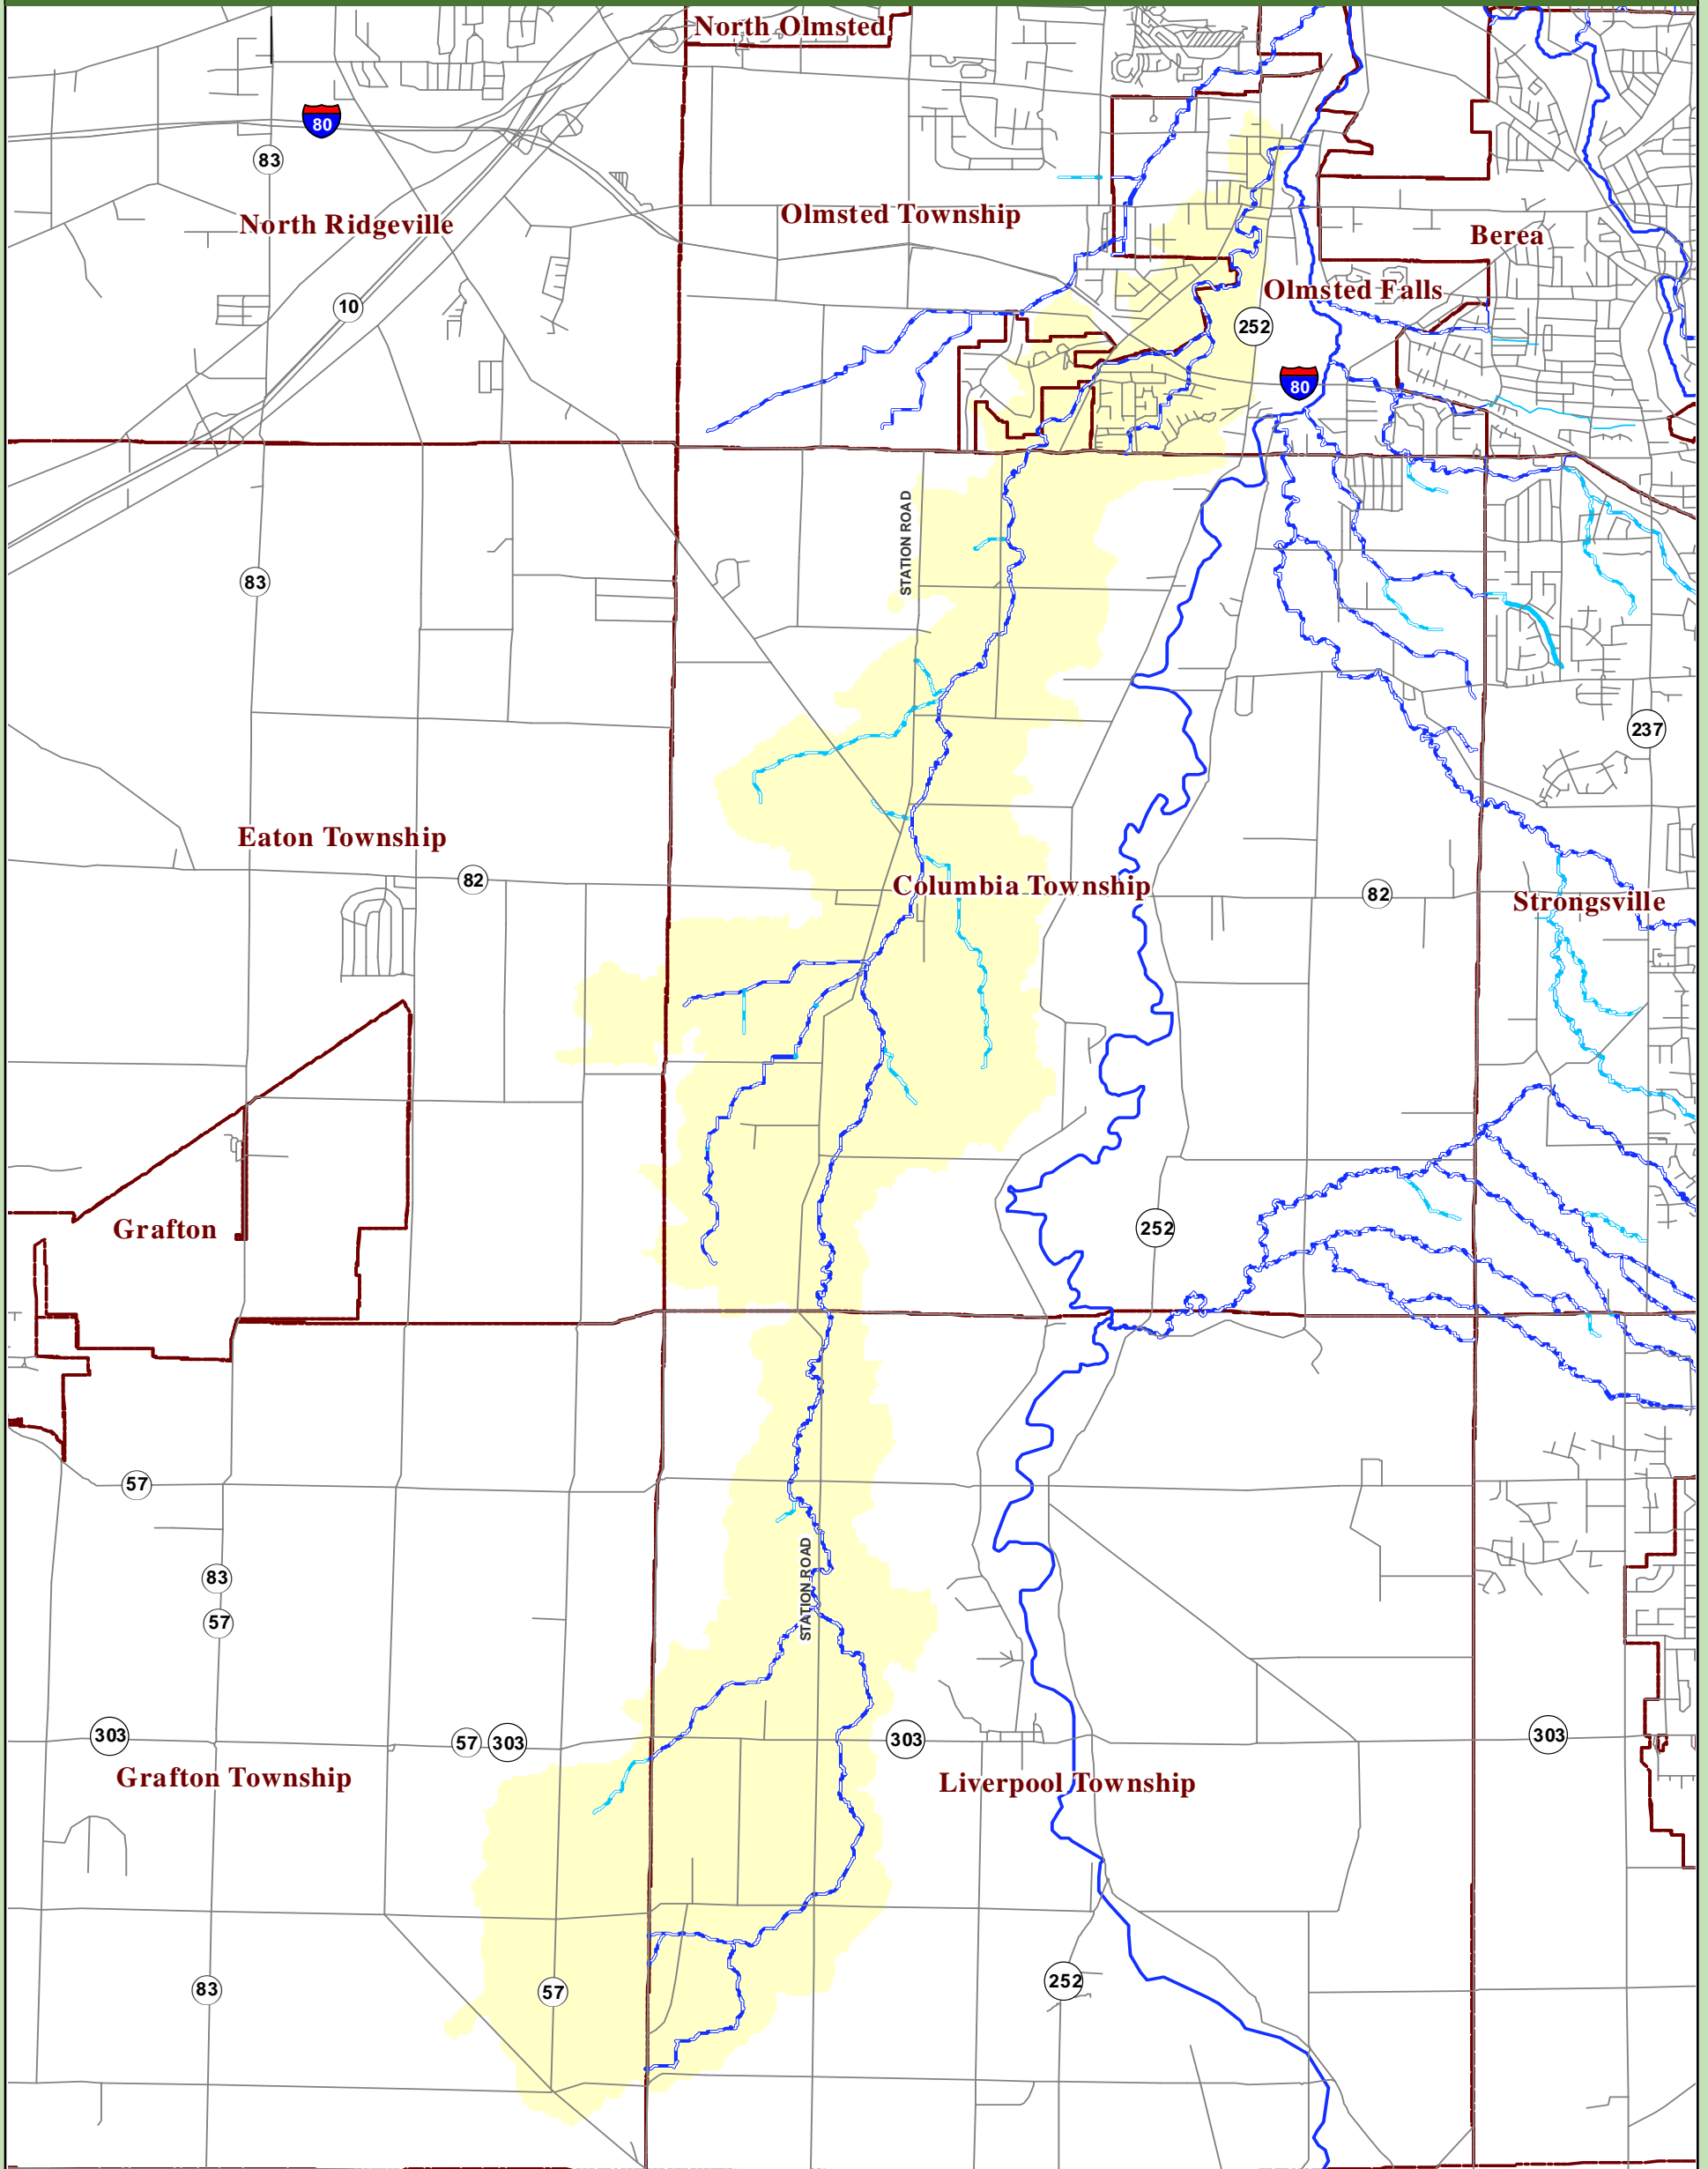 North Olmsted
80
83
North Ridgeville
Olmsted Township
Berea
10
Olmsted Falls
252
80
STATION ROAD
83
237
Eaton Township
82
Columbia Township
82
Strongsville
Grafton
252
57
STATION ROAD
83
57
303
57
303
303
303
Grafton Township
Liverpool Township
83
57
252